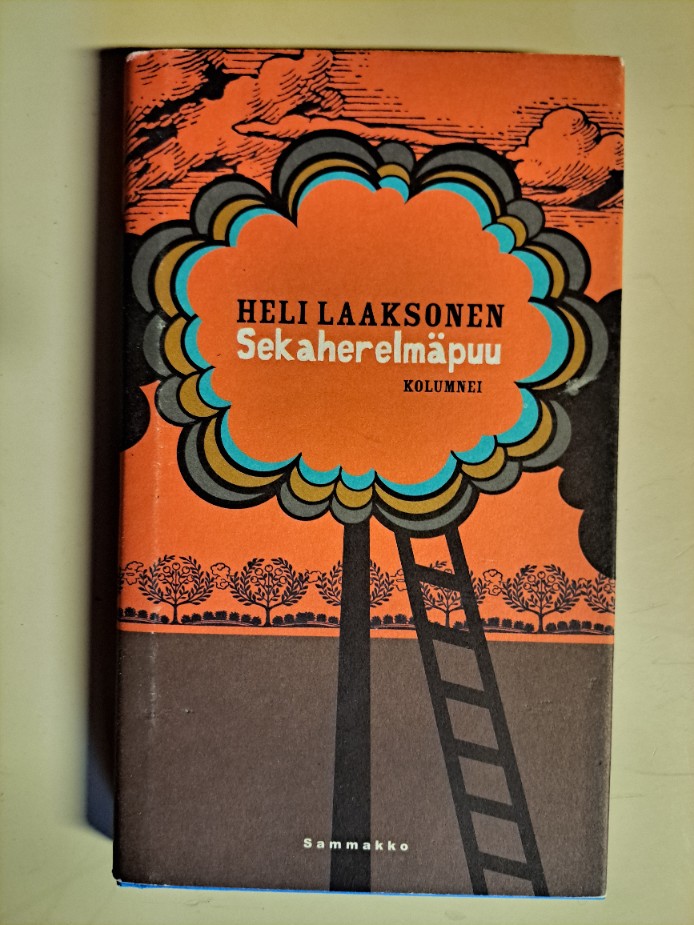 HELI LAAKSONEN
Sekaherelmäpuu
KOLUMNEI
Sammakko